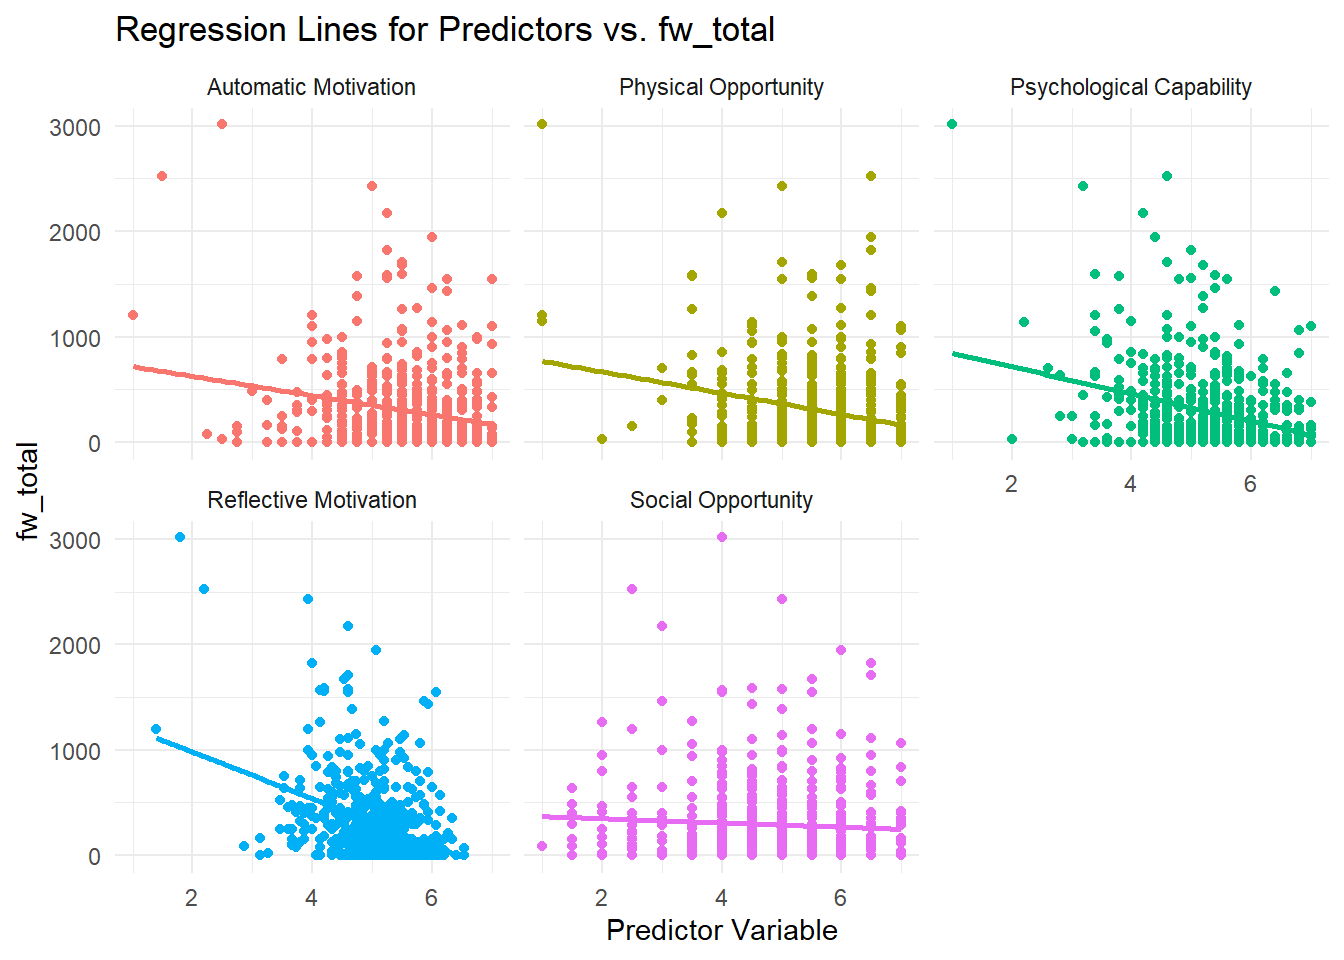 Regression Lines for Predictors vs. fw_total
Automatic Motivation
Physical Opportunity
Psychological Capability
3000
2000
1000
0
2 4 6
fw_total
Reflective Motivation
Social Opportunity
3000
2000
1000
0
2 4 6
2 4 6
Predictor Variable